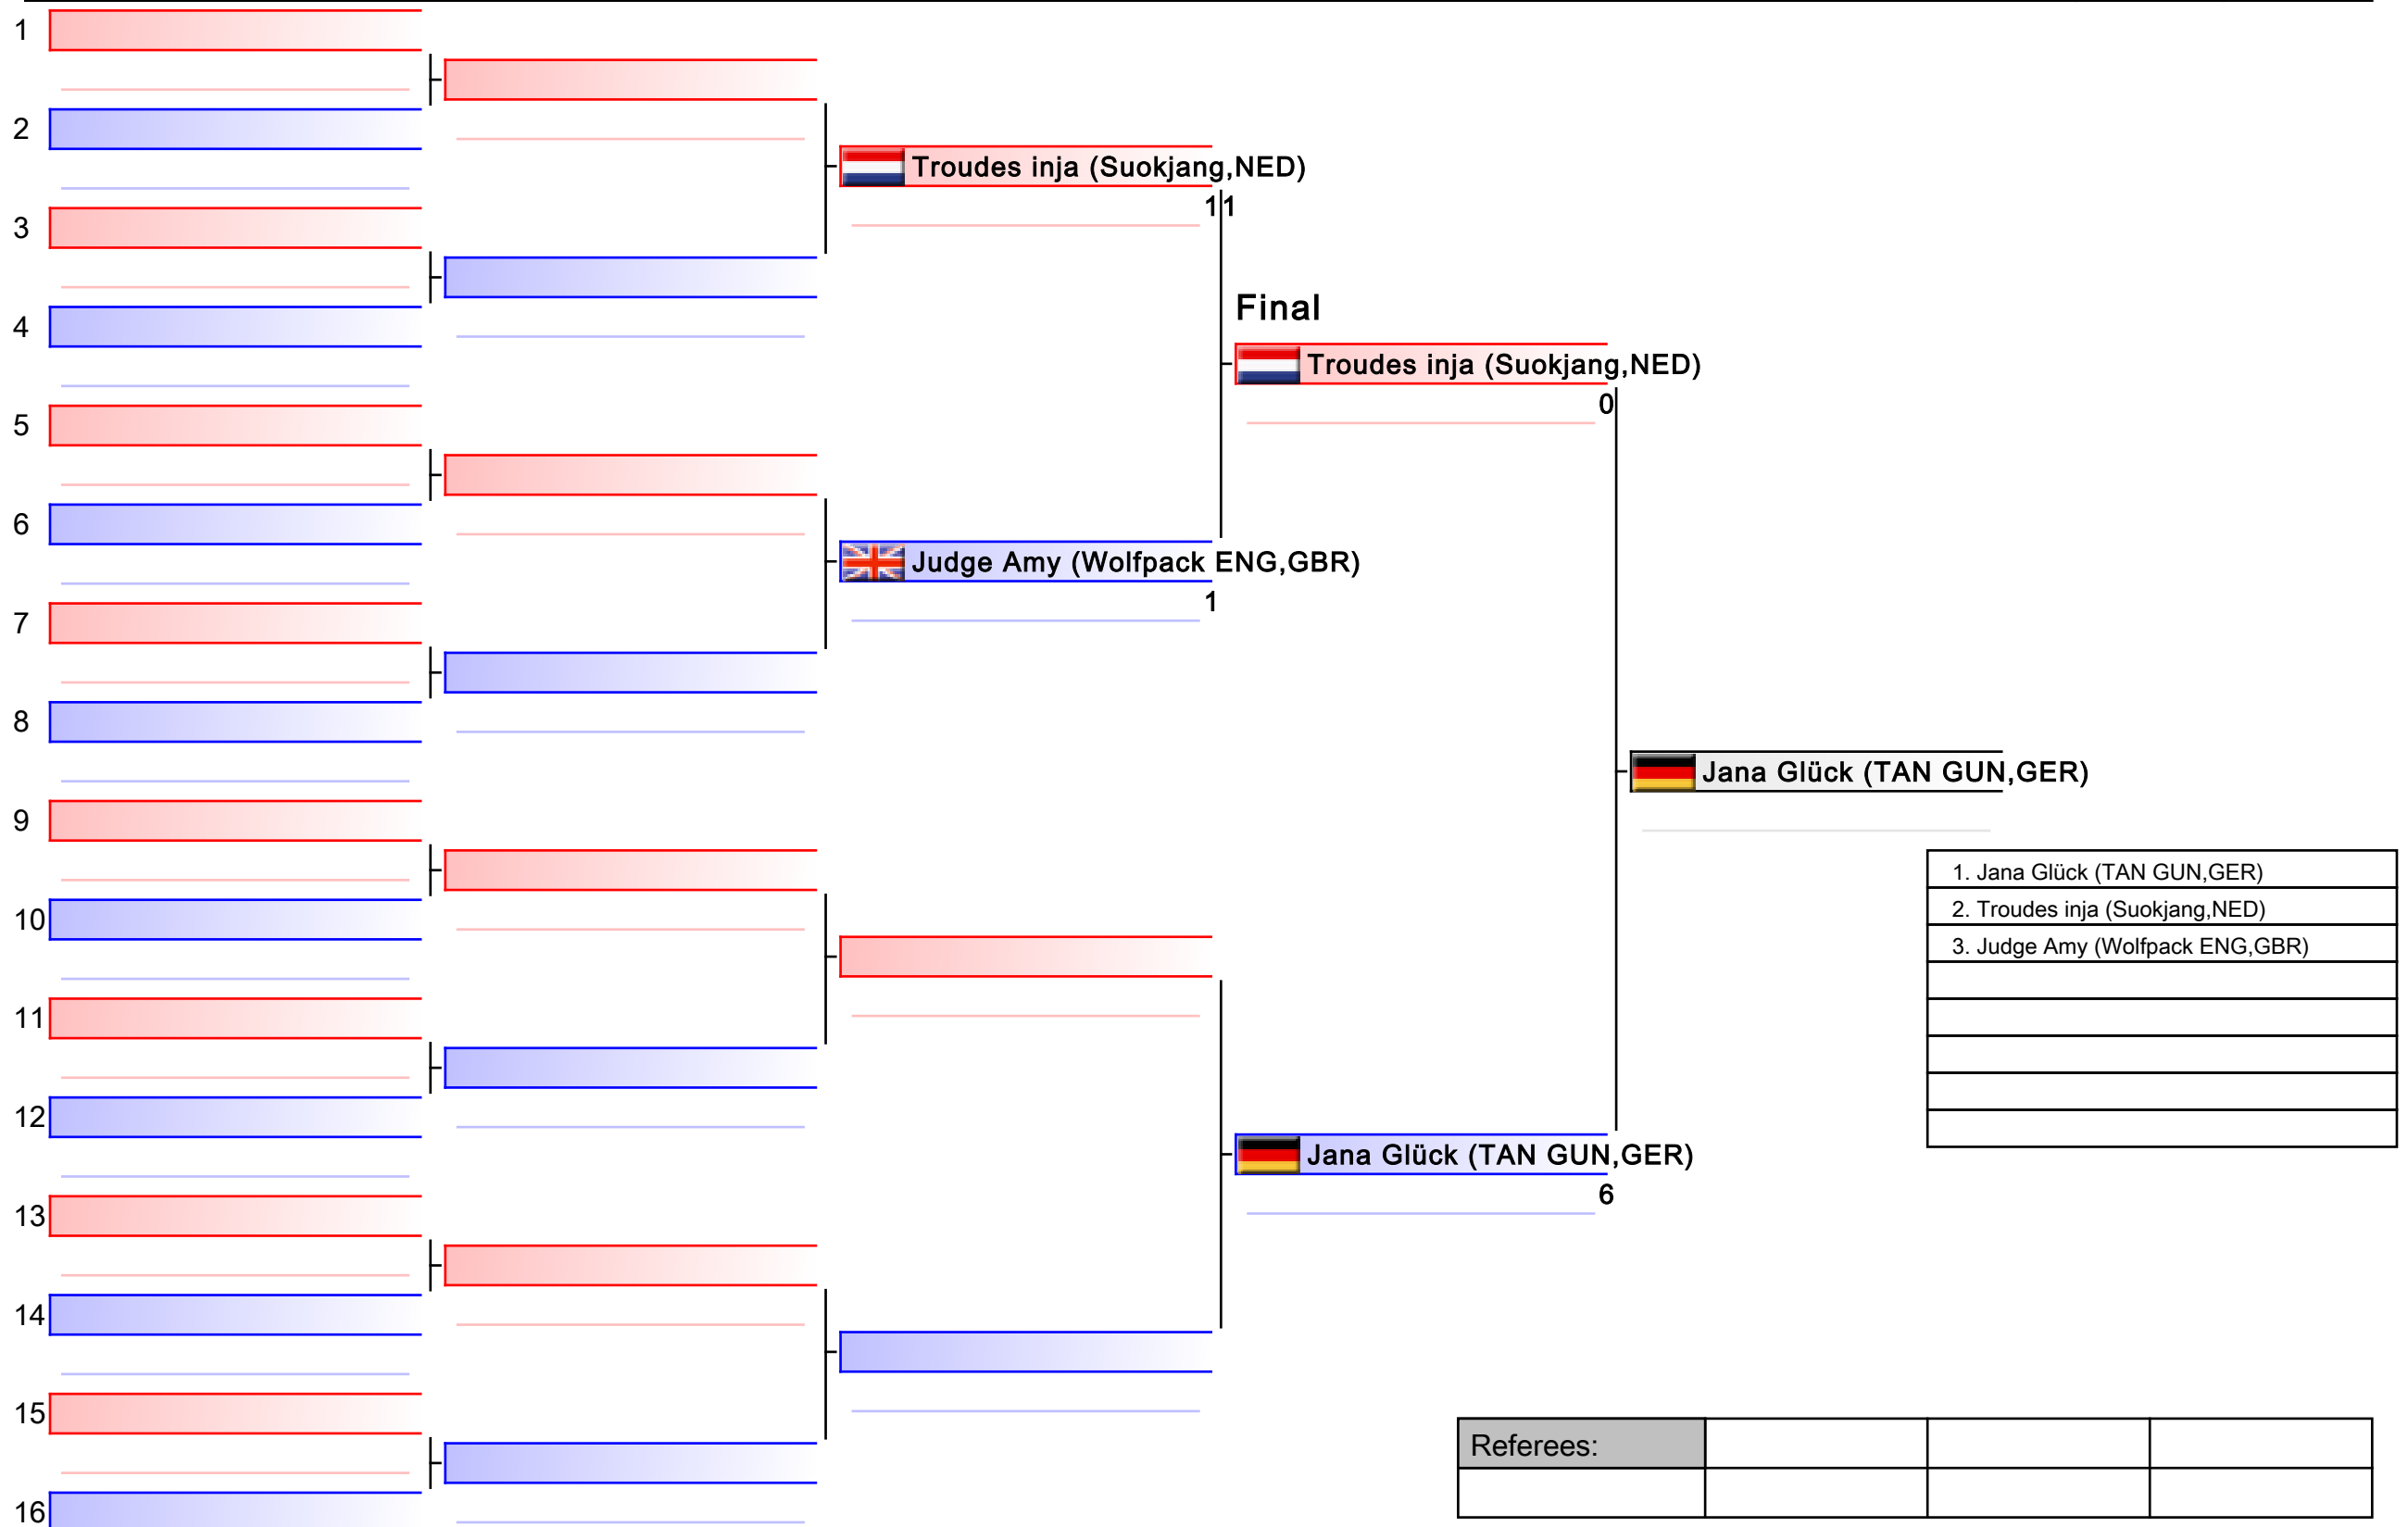 1
2
Troudes inja (Suokjang,NED)
11
3
Final
4
Troudes inja (Suokjang,NED)
0
5
6
Judge Amy (Wolfpack ENG,GBR)
1
7
8
Jana Glück (TAN GUN,GER)
9
1. Jana Glück (TAN GUN,GER)
2. Troudes inja (Suokjang,NED)
10
3. Judge Amy (Wolfpack ENG,GBR)
11
12
Jana Glück (TAN GUN,GER)
6
13
14
15
Referees:
16